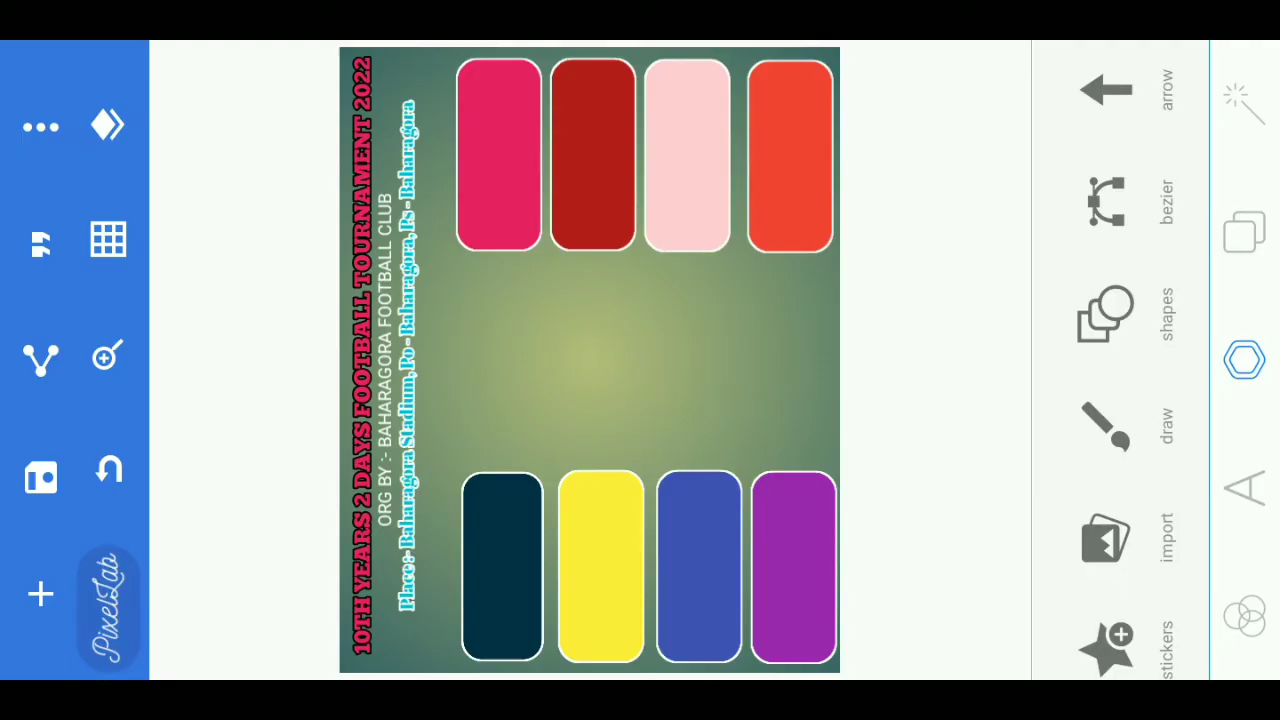 PixelLab
10TH YEARS 2 DAYS FOOTBALL TOURNAMENT 2022
ORG BY :- BAHARAGORA FOOTBALL CLUB
Place :- Baharagora Stadium, Po - Baharagora, Ps - Baharagora
stickers
import
draw
shapes
bezier
arrow